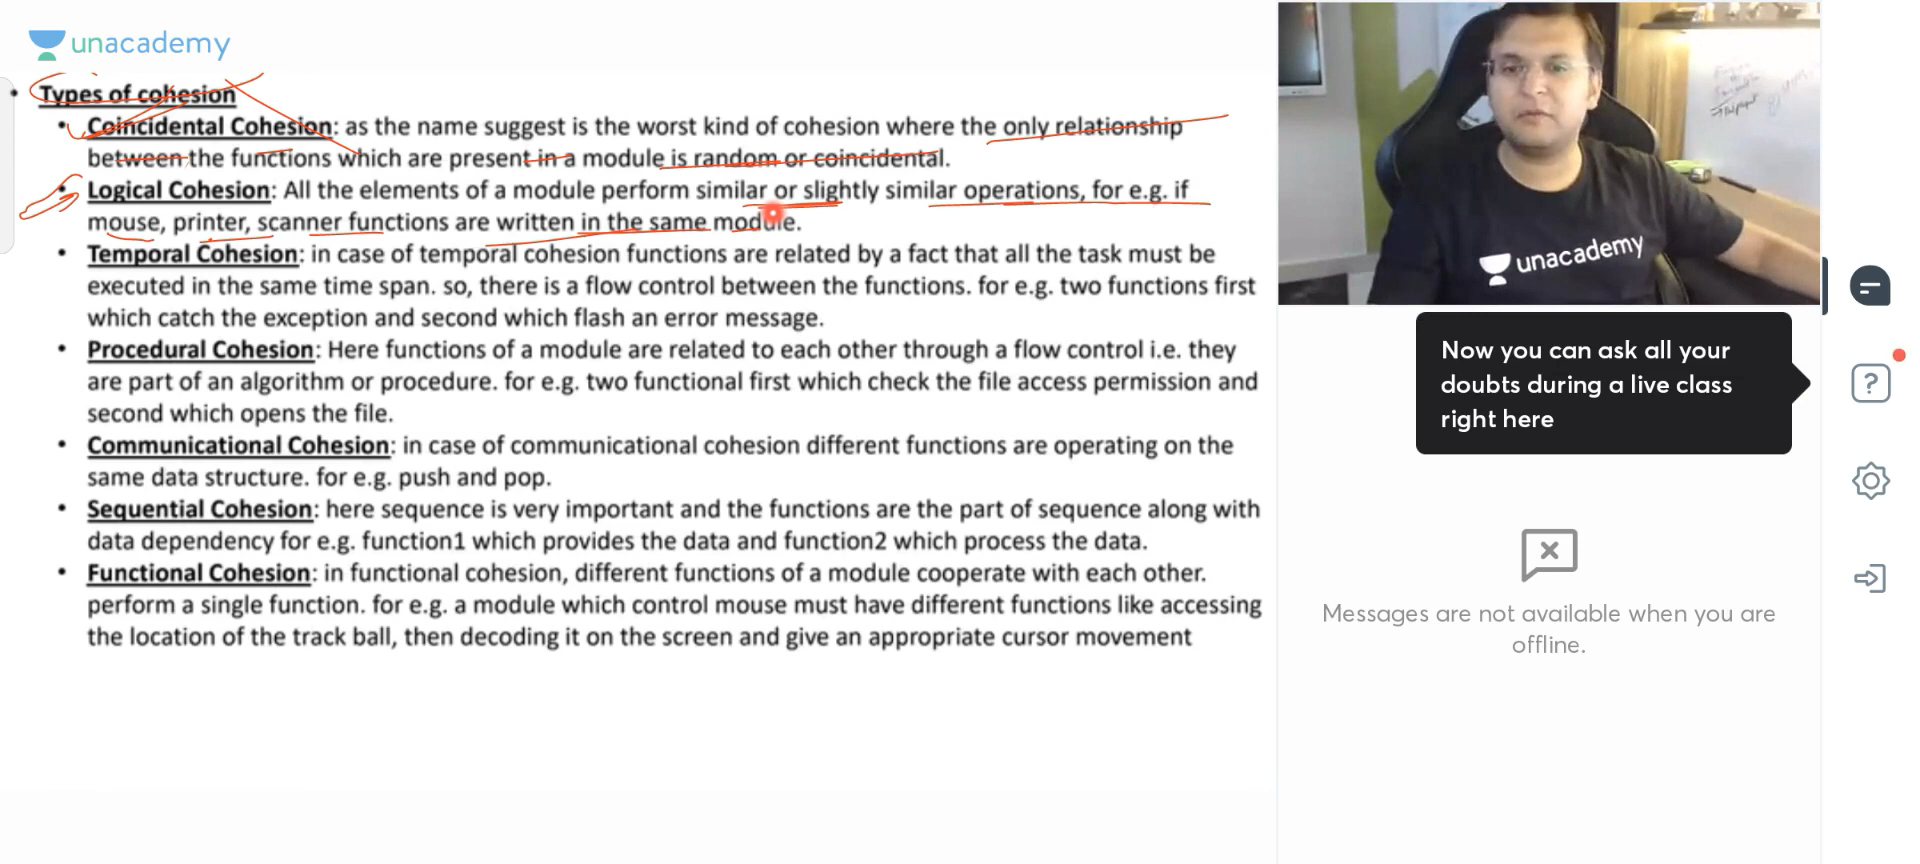 unacademy
Types of cohesion
Coincidental Cohesion: as the name suggest is the worst kind of cohesion where the only relationship
between the functions which are present in a module is random or coincidental.
Logical Cohesion: All the elements of a module perform similar or slightly similar operations, for e.g. if
mouse, printer, scanner functions are written in the same module.
Temporal Cohesion: in case of temporal cohesion functions are related by a fact that all the task must be
executed in the same time span. so, there is a flow control between the functions. for e.g. two functions first
which catch the exception and second which flash an error message.
Procedural Cohesion: Here functions of a module are related to each other through a flow control i.e. they
are part of an algorithm or procedure. for e.g. two functional first which check the file access permission and
second which opens the file.
Communicational Cohesion: in case of communicational cohesion different functions are operating on the
same data structure. for e.g. push and pop.
Sequential Cohesion: here sequence is very important and the functions are the part of sequence along with
data dependency for e.g. function1 which provides the data and function2 which process the data.
Functional Cohesion: in functional cohesion, different functions of a module cooperate with each other.
perform a single function. for e.g. a module which control mouse must have different functions like accessing
the location of the track ball, then decoding it on the screen and give an appropriate cursor movement
unacademy
Now you can ask all your
doubts during a live class
right here
?
Messages are not available when you are
offline.